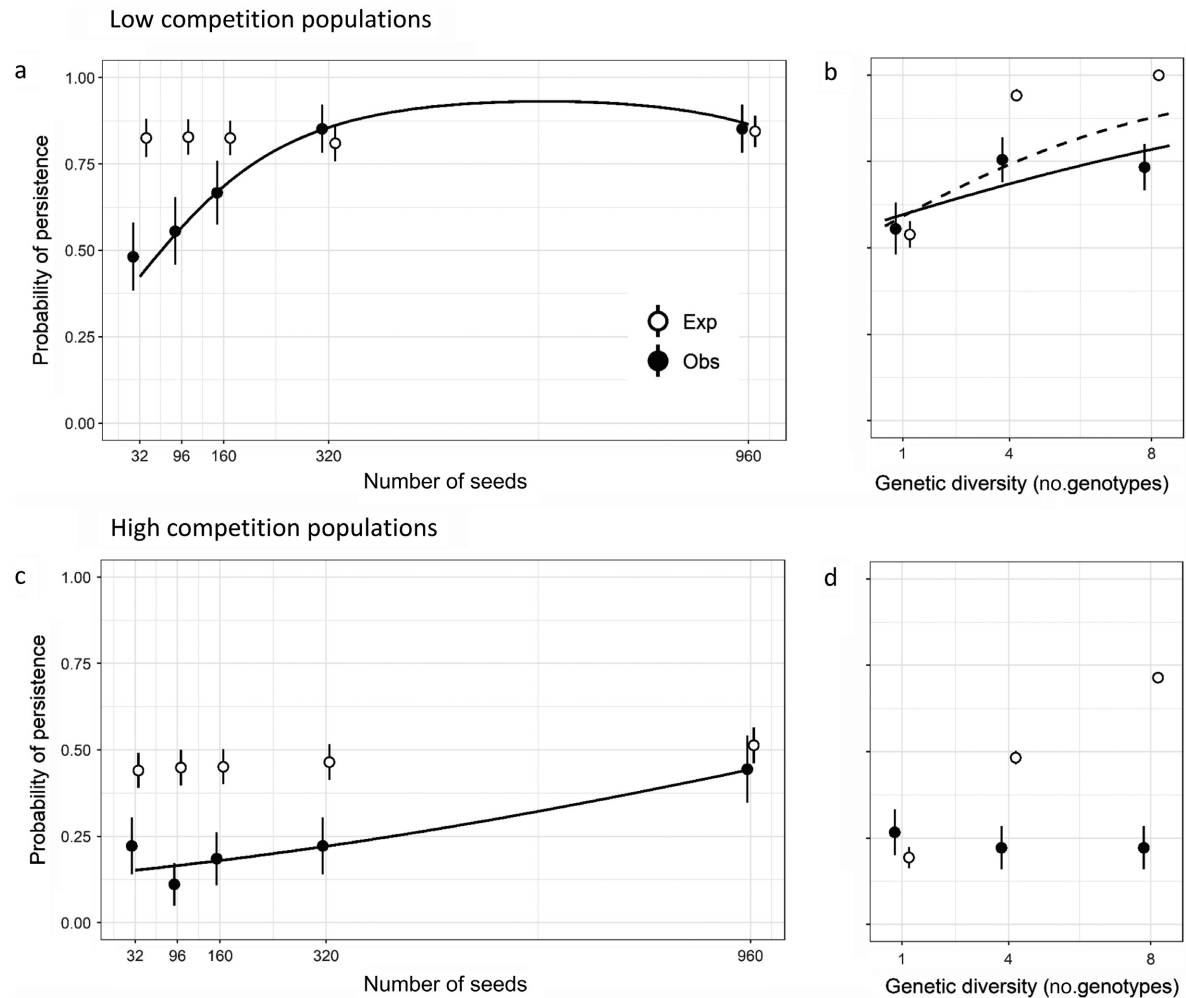 Low competition populations
a
b
1.00
0.75
0.50
0.25
0.00
Probability of persistence
Exp
Obs
32 96 160 320 960
Number of seeds
1 4 8
Genetic diversity (no.genotypes)
High competition populations
c
d
1.00
0.75
0.50
0.25
0.00
Probability of persistence
32 96 160 320 960
Number of seeds
1 4 8
Genetic diversity (no.genotypes)